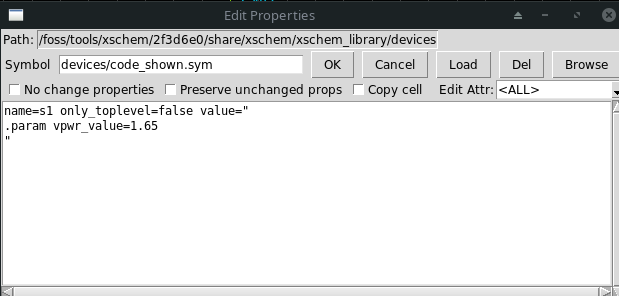 Edit Properties
Path: /foss/tools/xschem/2f3d6e0/share/xschem/xschem_library/devices
Symbol devices/code_shown.sym OK Cancel Load Del Browse
No change properties Preserve unchanged props Copy cell Edit Attr: <ALL>
name=s1 only_toplevel=false value="
.param vpwr_value=1.65
"